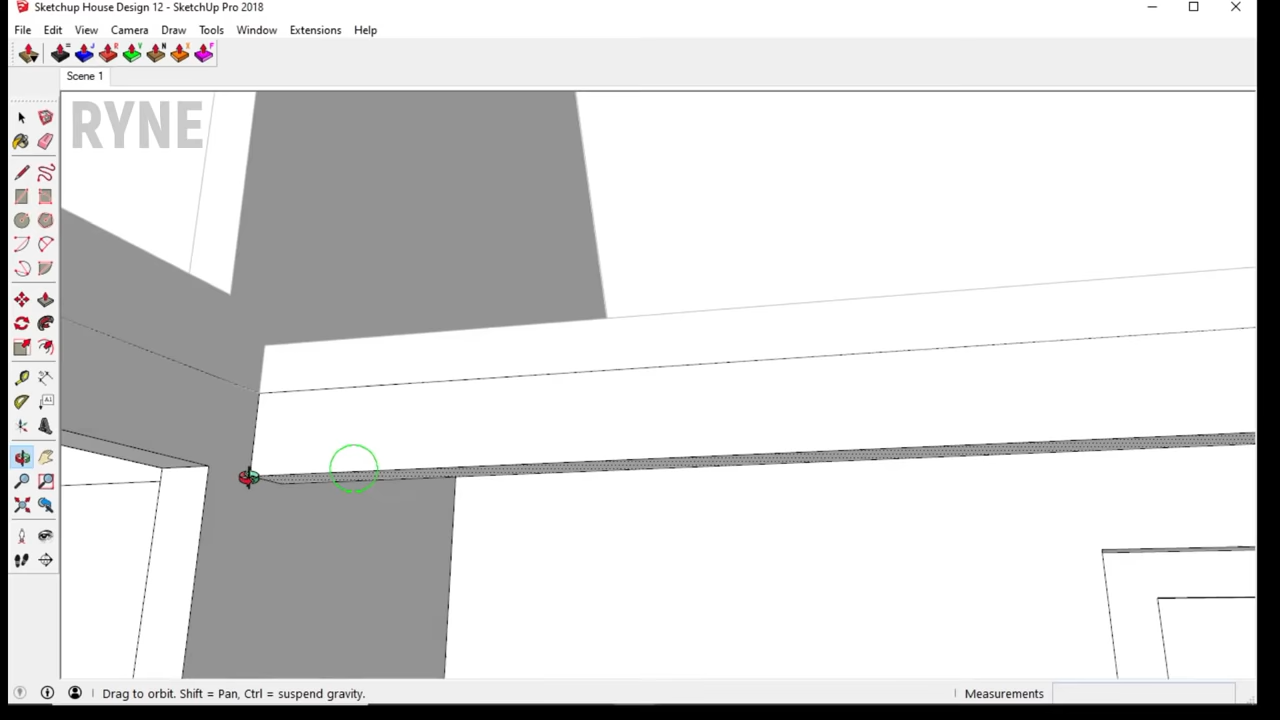 Sketchup House Design 12 - SketchUp Pro 2018
File Edit View Camera Draw Tools Window Extensions Help
= J R V N X F
Scene 1
RYNE
A1
Drag to orbit. Shift = Pan, Ctrl = suspend gravity.
Measurements